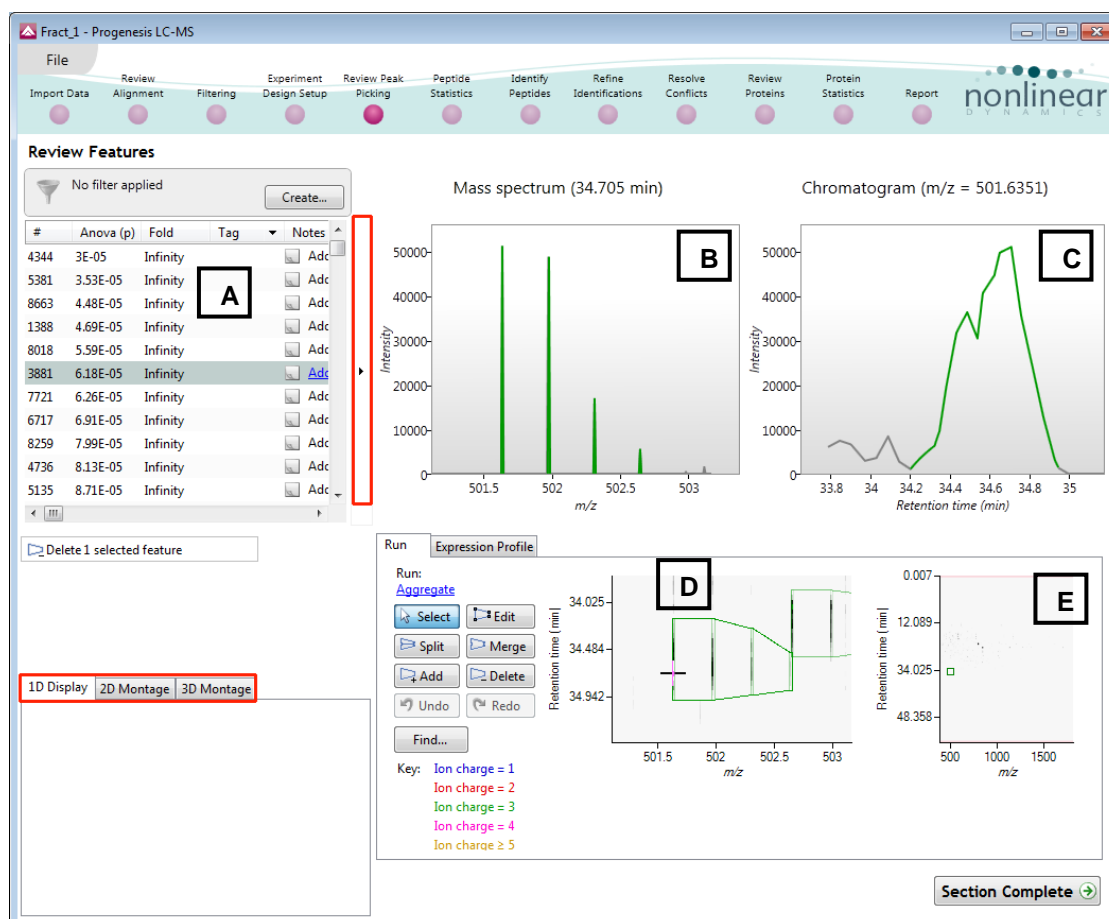 Fract_1 - Progenesis LC-MS
File
Import Data
Review Alignment
Filtering
Experiment Design Setup
Review Peak Picking
Peptide Statistics
Identify Peptides
Refine Identifications
Resolve Conflicts
Review Proteins
Protein Statistics
Report
nonlinear
DYNAMICS
Review Features
No filter applied
Create...
# Anova (p) Fold Tag Notes
4344 3E-05 Infinity Add
5381 3.53E-05 Infinity Add
8663 4.48E-05 Infinity Add
1388 4.69E-05 Infinity Add
8018 5.59E-05 Infinity Add
3881 6.18E-05 Infinity Add
7721 6.26E-05 Infinity Add
6717 6.91E-05 Infinity Add
8259 7.99E-05 Infinity Add
4736 8.13E-05 Infinity Add
5135 8.71E-05 Infinity Add
A
Mass spectrum (34.705 min)
B
Intensity
50000
40000
30000
20000
10000
0
501.5 502 502.5 503
m/z
Chromatogram (m/z = 501.6351)
C
Intensity
50000
40000
30000
20000
10000
0
33.8 34 34.2 34.4 34.6 34.8 35
Retention time (min)
Delete 1 selected feature
1D Display 2D Montage 3D Montage
Run Expression Profile
Run:
Aggregate
Select Edit
Split Merge
Add Delete
Undo Redo
Find...
Key: Ion charge = 1
Ion charge = 2
Ion charge = 3
Ion charge = 4
Ion charge ≥ 5
D
Retention time (min)
34.025
34.484
34.942
501.5 502 502.5 503
m/z
E
Retention time (min)
0.007
12.089
34.025
48.358
500 1000 1500
m/z
Section Complete